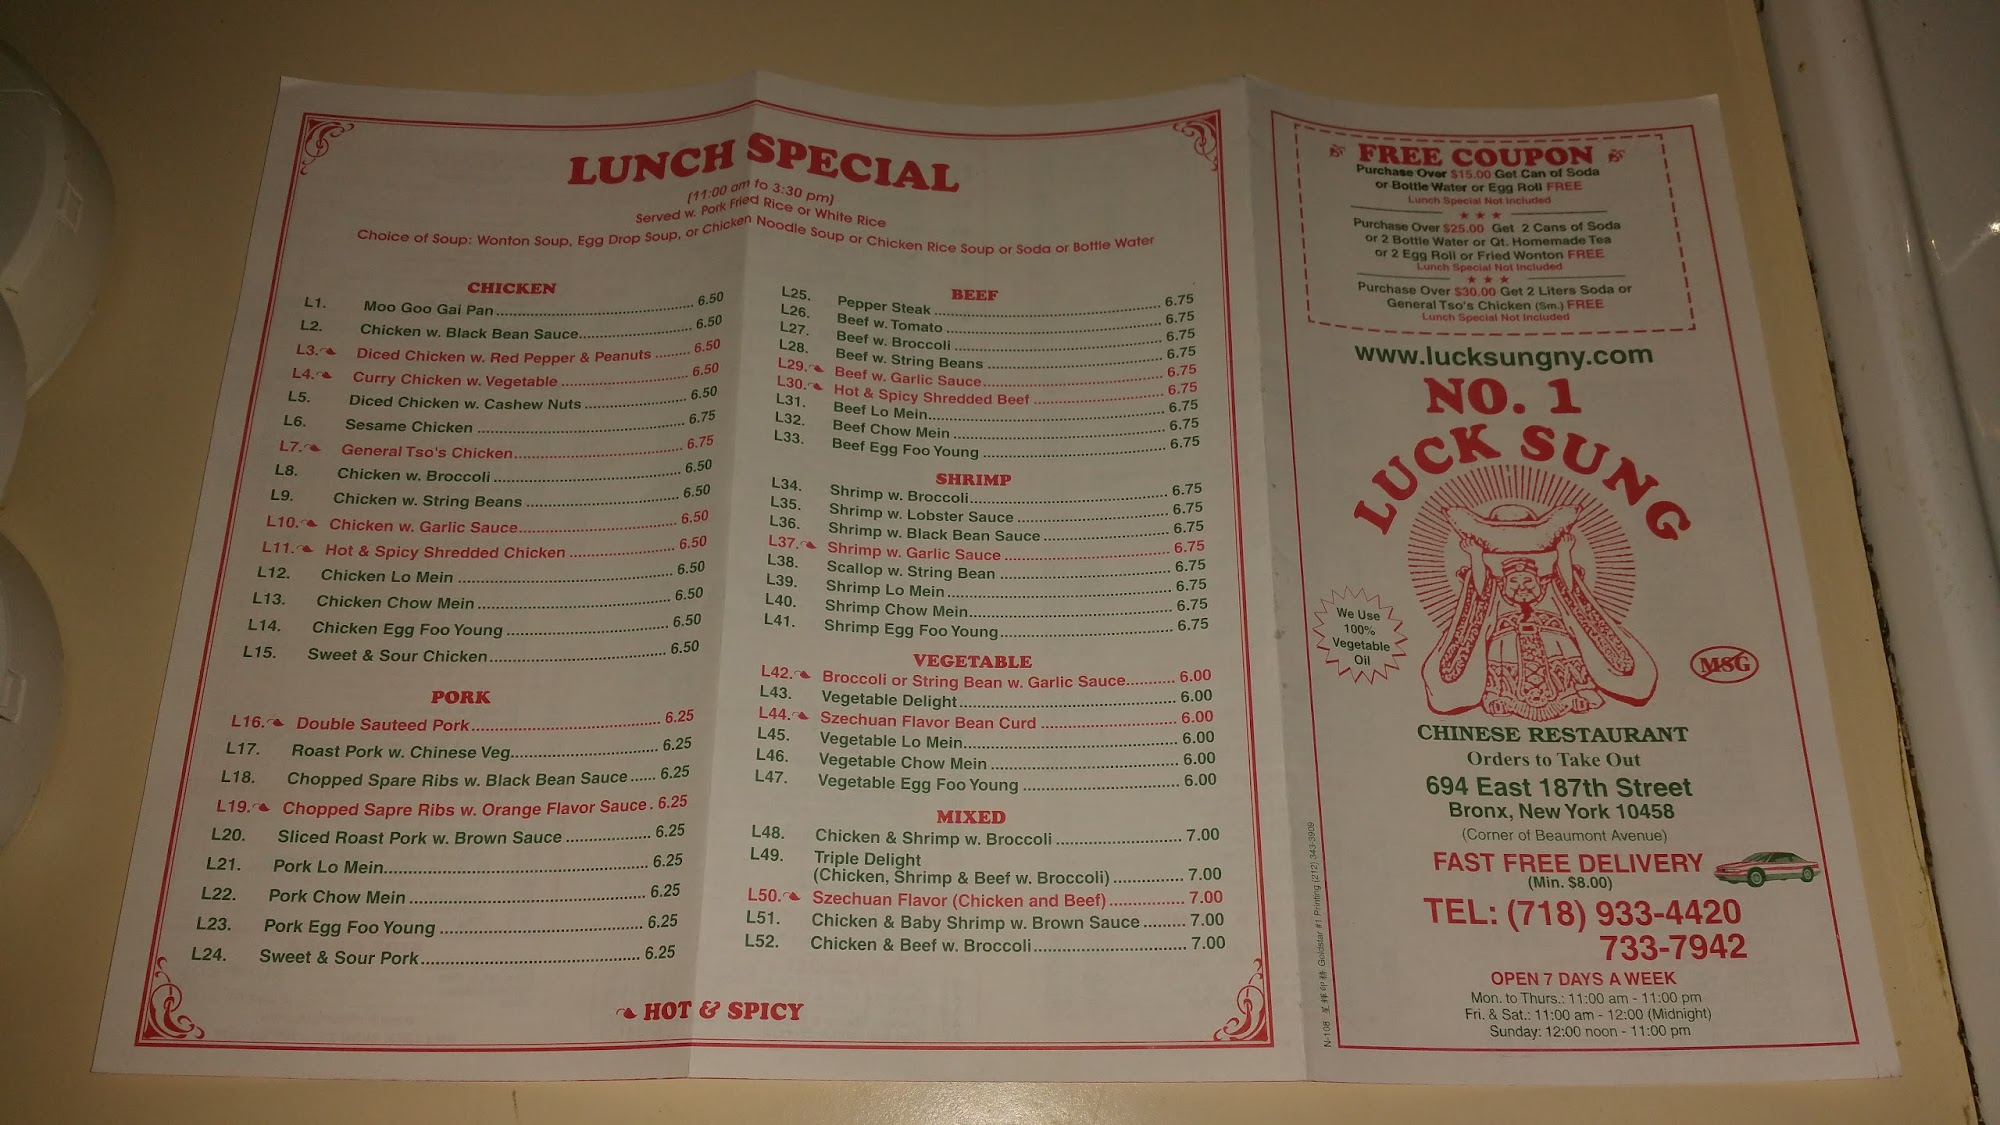 LUNCH SPECIAL
(11:00 am to 3:30 pm)
Served w. Pork Fried Rice or White Rice
Choice of Soup: Wonton Soup, Egg Drop Soup, or Chicken Noodle Soup or Chicken Rice Soup or Soda or Bottle Water
CHICKEN
L1. Moo Goo Gai Pan 6.50
L2. Chicken w. Black Bean Sauce 6.50
L3. Diced Chicken w. Red Pepper & Peanuts 6.50
L4. Curry Chicken w. Vegetable 6.50
L5. Diced Chicken w. Cashew Nuts 6.50
L6. Sesame Chicken 6.75
L7. General Tso's Chicken 6.75
L8. Chicken w. Broccoli 6.50
L9. Chicken w. String Beans 6.50
L10. Chicken w. Garlic Sauce 6.50
L11. Hot & Spicy Shredded Chicken 6.50
L12. Chicken Lo Mein 6.50
L13. Chicken Chow Mein 6.50
L14. Chicken Egg Foo Young 6.50
L15. Sweet & Sour Chicken 6.50
PORK
L16. Double Sauteed Pork 6.25
L17. Roast Pork w. Chinese Veg. 6.25
L18. Chopped Spare Ribs w. Black Bean Sauce 6.25
L19. Chopped Sapre Ribs w. Orange Flavor Sauce 6.25
L20. Sliced Roast Pork w. Brown Sauce 6.25
L21. Pork Lo Mein 6.25
L22. Pork Chow Mein 6.25
L23. Pork Egg Foo Young 6.25
L24. Sweet & Sour Pork 6.25
BEEF
L25. Pepper Steak 6.75
L26. Beef w. Tomato 6.75
L27. Beef w. Broccoli 6.75
L28. Beef w. String Beans 6.75
L29. Beef w. Garlic Sauce 6.75
L30. Hot & Spicy Shredded Beef 6.75
L31. Beef Lo Mein 6.75
L32. Beef Chow Mein 6.75
L33. Beef Egg Foo Young 6.75
SHRIMP
L34. Shrimp w. Broccoli 6.75
L35. Shrimp w. Lobster Sauce 6.75
L36. Shrimp w. Black Bean Sauce 6.75
L37. Shrimp w. Garlic Sauce 6.75
L38. Scallop w. String Bean 6.75
L39. Shrimp Lo Mein 6.75
L40. Shrimp Chow Mein 6.75
L41. Shrimp Egg Foo Young 6.75
VEGETABLE
L42. Broccoli or String Bean w. Garlic Sauce 6.00
L43. Vegetable Delight 6.00
L44. Szechuan Flavor Bean Curd 6.00
L45. Vegetable Lo Mein 6.00
L46. Vegetable Chow Mein 6.00
L47. Vegetable Egg Foo Young 6.00
MIXED
L48. Chicken & Shrimp w. Broccoli 7.00
L49. Triple Delight
(Chicken, Shrimp & Beef w. Broccoli) 7.00
L50. Szechuan Flavor (Chicken and Beef) 7.00
L51. Chicken & Baby Shrimp w. Brown Sauce 7.00
L52. Chicken & Beef w. Broccoli 7.00
HOT & SPICY
FREE COUPON
Purchase Over $15.00 Get Can of Soda
or Bottle Water or Egg Roll FREE
Lunch Special Not Included
Purchase Over $25.00 Get 2 Cans of Soda
or 2 Bottle Water or Qt. Homemade Tea
or 2 Egg Roll or Fried Wonton FREE
Lunch Special Not Included
Purchase Over $30.00 Get 2 Liters Soda or
General Tso's Chicken (Sm.) FREE
Lunch Special Not Included
www.lucksungny.com
NO. 1
LUCK SUNG
We Use
100%
Vegetable
Oil
MSG
CHINESE RESTAURANT
Orders to Take Out
694 East 187th Street
Bronx, New York 10458
(Corner of Beaumont Avenue)
FAST FREE DELIVERY
(Min. $8.00)
TEL: (718) 933-4420
733-7942
OPEN 7 DAYS A WEEK
Mon. to Thurs.: 11:00 am - 11:00 pm
Fri. & Sat.: 11:00 am - 12:00 (Midnight)
Sunday: 12:00 noon - 11:00 pm
N-108 Goldstar #1 Printing (212) 343-3909